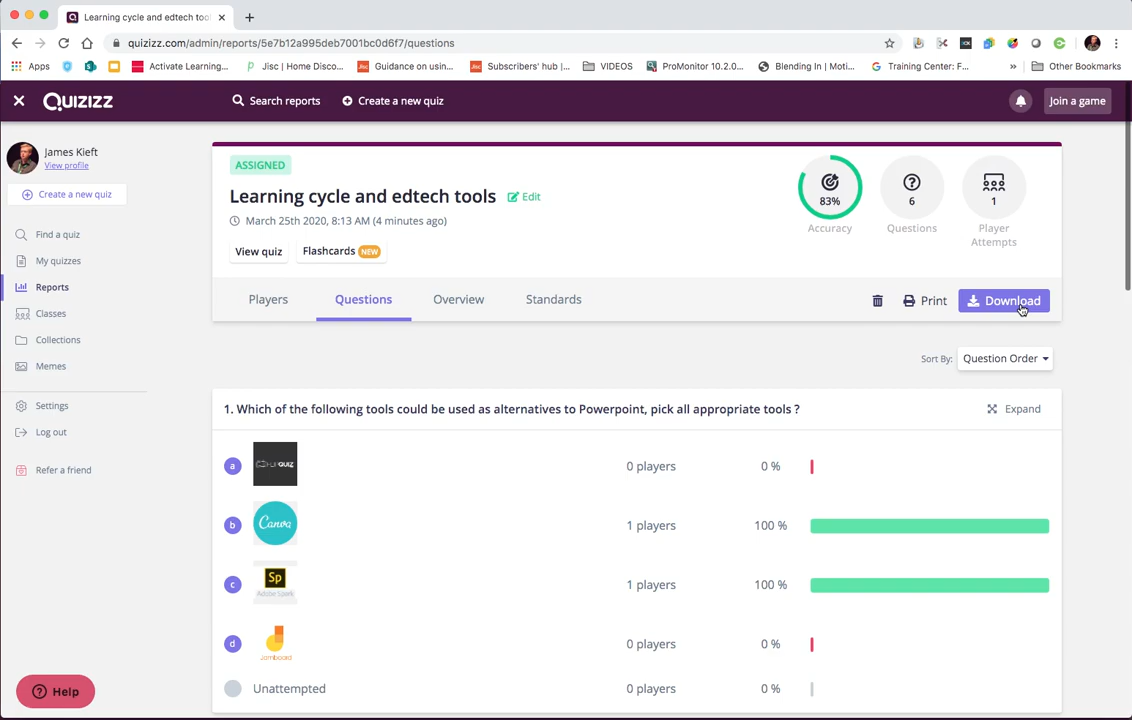 Learning cycle and edtech too
quizizz.com/admin/reports/5e7b12a995deb7001bc0d6f7/questions
Apps
Activate Learning...
Jisc | Home Disco...
Guidance on usin...
Subscribers' hub |...
VIDEOS
ProMonitor 10.2.0...
Blending In | Moti...
Training Center: F...
»
Other Bookmarks
Quizizz
Search reports
Create a new quiz
Join a game
James Kieft
View profile
Create a new quiz
Find a quiz
My quizzes
Reports
Classes
Collections
Memes
Settings
Log out
Refer a friend
Help
ASSIGNED
Learning cycle and edtech tools
Edit
March 25th 2020, 8:13 AM (4 minutes ago)
View quiz
Flashcards NEW
83%
Accuracy
6
Questions
1
Player
Attempts
Players
Questions
Overview
Standards
Print
Download
Sort By:
Question Order
1. Which of the following tools could be used as alternatives to Powerpoint, pick all appropriate tools ?
Expand
a
FLIPQUIZ
0 players
0 %
b
Canva
1 players
100 %
c
Sp
Adobe Spark
1 players
100 %
d
Jamboard
0 players
0 %
Unattempted
0 players
0 %